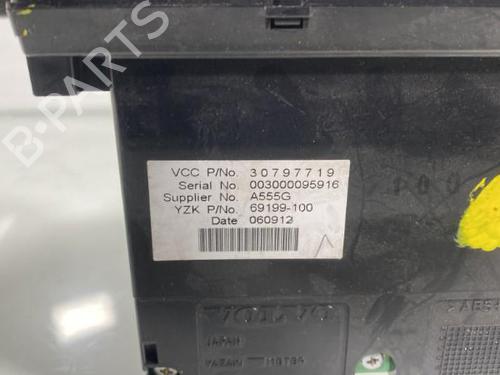 B-PARTS
VCC P/No. 30797719
Serial No. 003000095916
Supplier No. A555G
YZK P/No. 69199-100
Date 060912
VOLVO
JAPAN